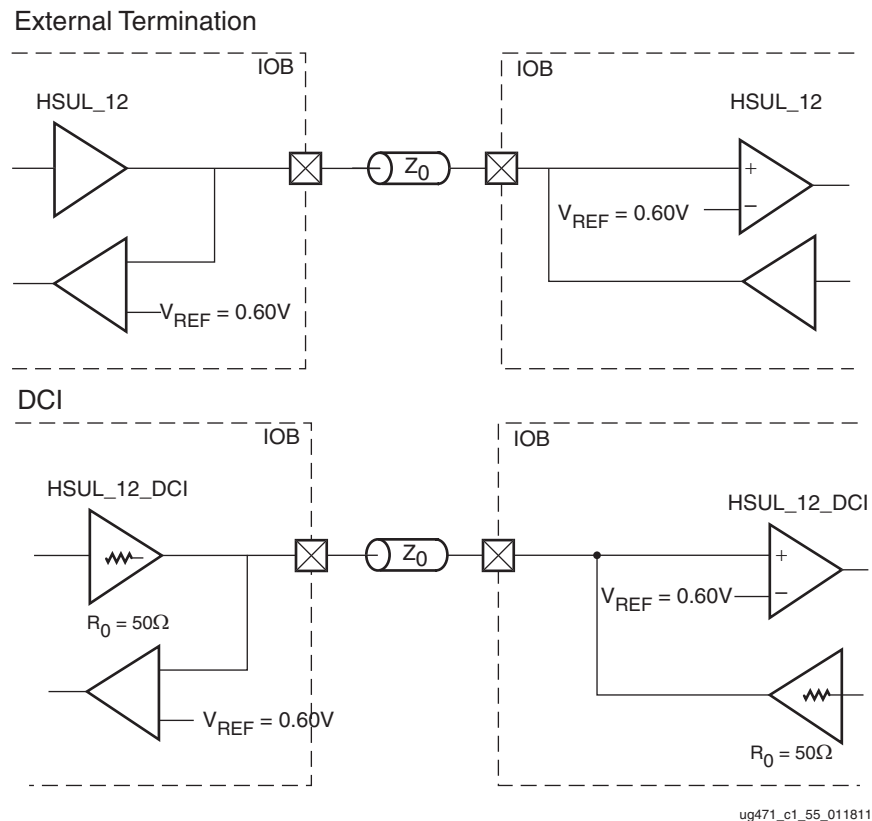 External Termination
IOB
IOB
HSUL_12
HSUL_12
Z0
+
VREF = 0.60V
–
VREF = 0.60V
DCI
IOB
IOB
HSUL_12_DCI
HSUL_12_DCI
Z0
+
VREF = 0.60V
–
R0 = 50Ω
VREF = 0.60V
R0 = 50Ω
ug471_c1_55_011811